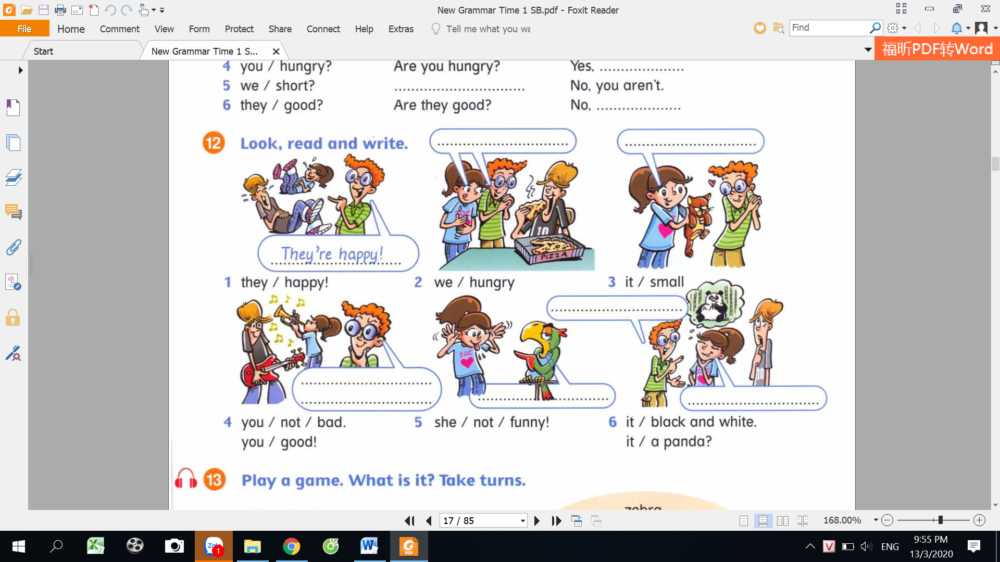 New Grammar Time 1 SB.pdf - Foxit Reader
File Home Comment View Form Protect Share Connect Help Extras Tell me what you wa
Find
Start
New Grammar Time 1 S...
福昕PDF转Word
4 you / hungry? Are you hungry? Yes, ....................
5 we / short? ............................... No, you aren't.
6 they / good? Are they good? No, ....................
12 Look, read and write.
ZOE
10
PIZZA
They're happy!
1 they / happy!
2 we / hungry
3 it / small
ZOE
10
4 you / not / bad.
you / good!
5 she / not / funny!
6 it / black and white.
it / a panda?
13 Play a game. What is it? Take turns.
zebra
17 / 85
168.00%
Zalo
1
PDF
ENG
9:55 PM
13/3/2020